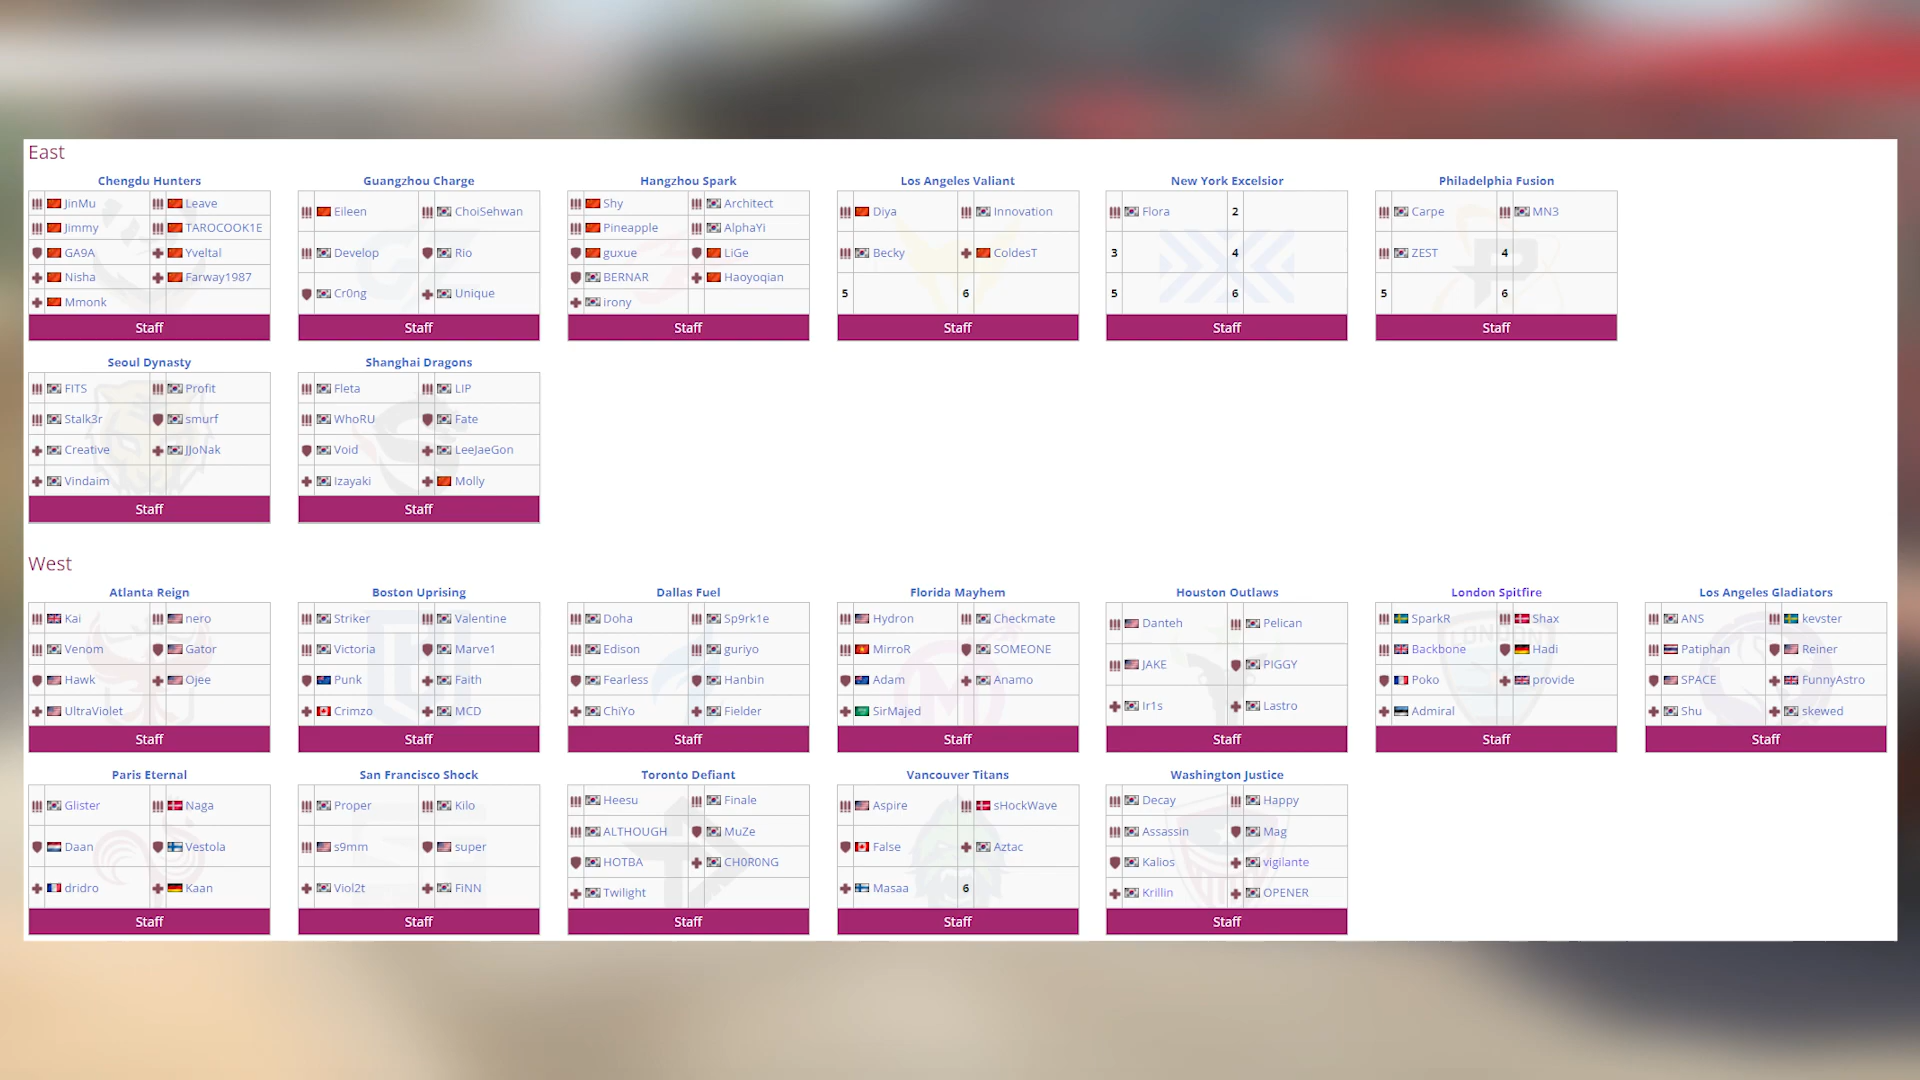 East
Chengdu Hunters
JinMu Leave
Jimmy TAROCOOK1E
GA9A Yveltal
Nisha Farway1987
Mmonk
Staff
Guangzhou Charge
Eileen ChoiSehwan
Develop Rio
Cr0ng Unique
Staff
Hangzhou Spark
Shy Architect
Pineapple AlphaYi
guxue LiGe
BERNAR Haoyoqian
irony
Staff
Los Angeles Valiant
Diya Innovation
Becky ColdesT
5 6
Staff
New York Excelsior
Flora 2
3 4
5 6
Staff
Philadelphia Fusion
Carpe MN3
ZEST 4
5 6
Staff
Seoul Dynasty
FITS Profit
Stalk3r smurf
Creative JJoNak
Vindaim
Staff
Shanghai Dragons
Fleta LIP
WhoRU Fate
Void LeeJaeGon
Izayaki Molly
Staff
West
Atlanta Reign
Kai nero
Venom Gator
Hawk Ojee
UltraViolet
Staff
Boston Uprising
Striker Valentine
Victoria Marve1
Punk Faith
Crimzo MCD
Staff
Dallas Fuel
Doha Sp9rk1e
Edison guriyo
Fearless Hanbin
ChiYo Fielder
Staff
Florida Mayhem
Hydron Checkmate
MirroR SOMEONE
Adam Anamo
SirMajed
Staff
Houston Outlaws
Danteh Pelican
JAKE PIGGY
Ir1s Lastro
Staff
London Spitfire
SparkR Shax
Backbone Hadi
Poko provide
Admiral
Staff
Los Angeles Gladiators
ANS kevster
Patiphan Reiner
SPACE FunnyAstro
Shu skewed
Staff
Paris Eternal
Glister Naga
Daan Vestola
dridro Kaan
Staff
San Francisco Shock
Proper Kilo
s9mm super
Viol2t FiNN
Staff
Toronto Defiant
Heesu Finale
ALTHOUGH MuZe
HOTBA CH0R0NG
Twilight
Staff
Vancouver Titans
Aspire sHockWave
False Aztac
Masaa 6
Staff
Washington Justice
Decay Happy
Assassin Mag
Kalios vigilante
Krillin OPENER
Staff